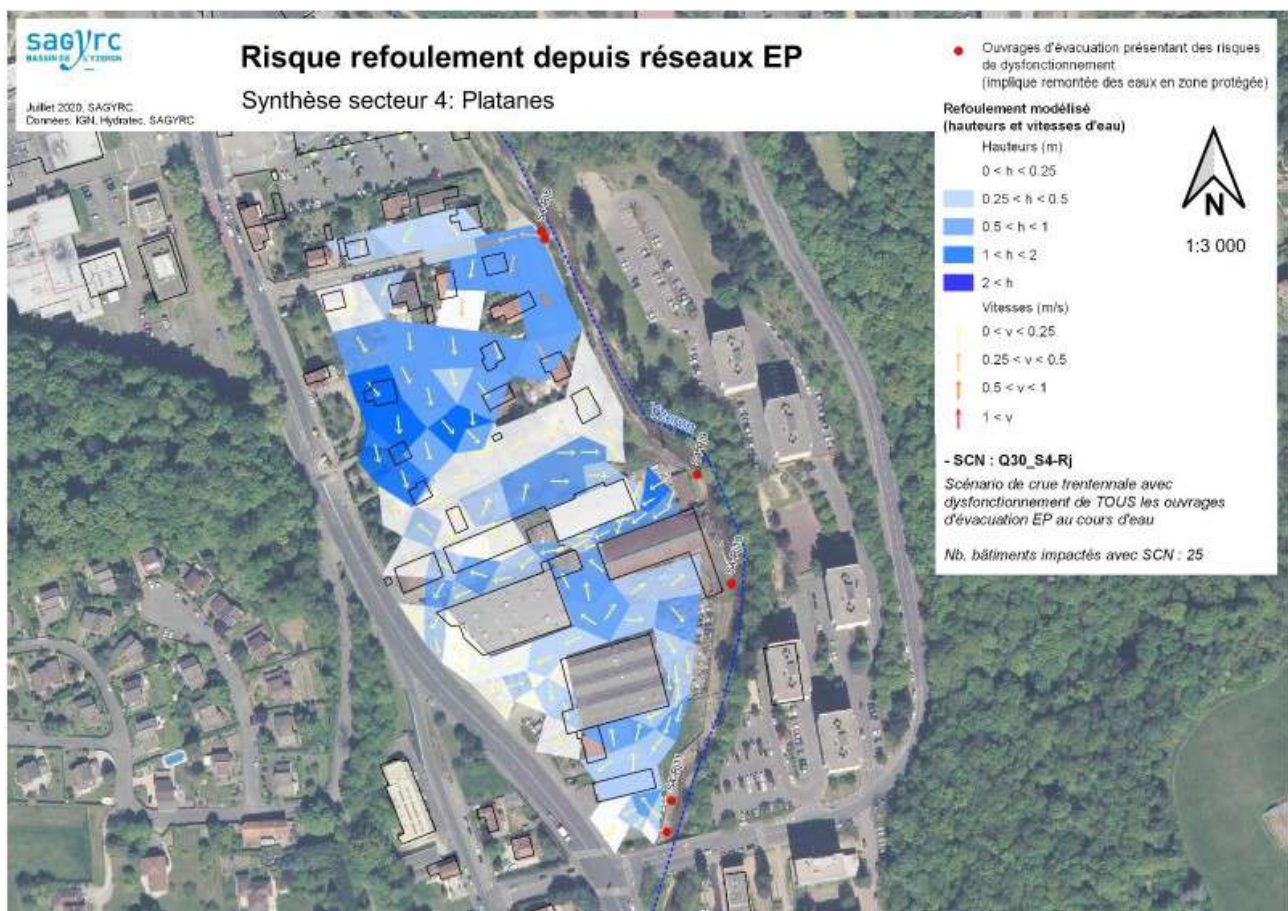 sagyrc
BASSIN DE L'YZERON
Juillet 2020, SAGYRC
Données: IGN, Hydratec, SAGYRC
Risque refoulement depuis réseaux EP
Synthèse secteur 4: Platanes
Ouvrages d'évacuation présentant des risques
de dysfonctionnement
(implique remontée des eaux en zone protégée)
Refoulement modélisé
(hauteurs et vitesses d'eau)
Hauteurs (m)
0 < h < 0.25
0.25 < h < 0.5
0.5 < h < 1
1 < h < 2
2 < h
Vitesses (m/s)
0 < v < 0.25
0.25 < v < 0.5
0.5 < v < 1
1 < v
N
1:3 000
- SCN : Q30_S4-Rj
Scénario de crue trentennale avec
dysfonctionnement de TOUS les ouvrages
d'évacuation EP au cours d'eau
Nb. bâtiments impactés avec SCN : 25
Yzeron